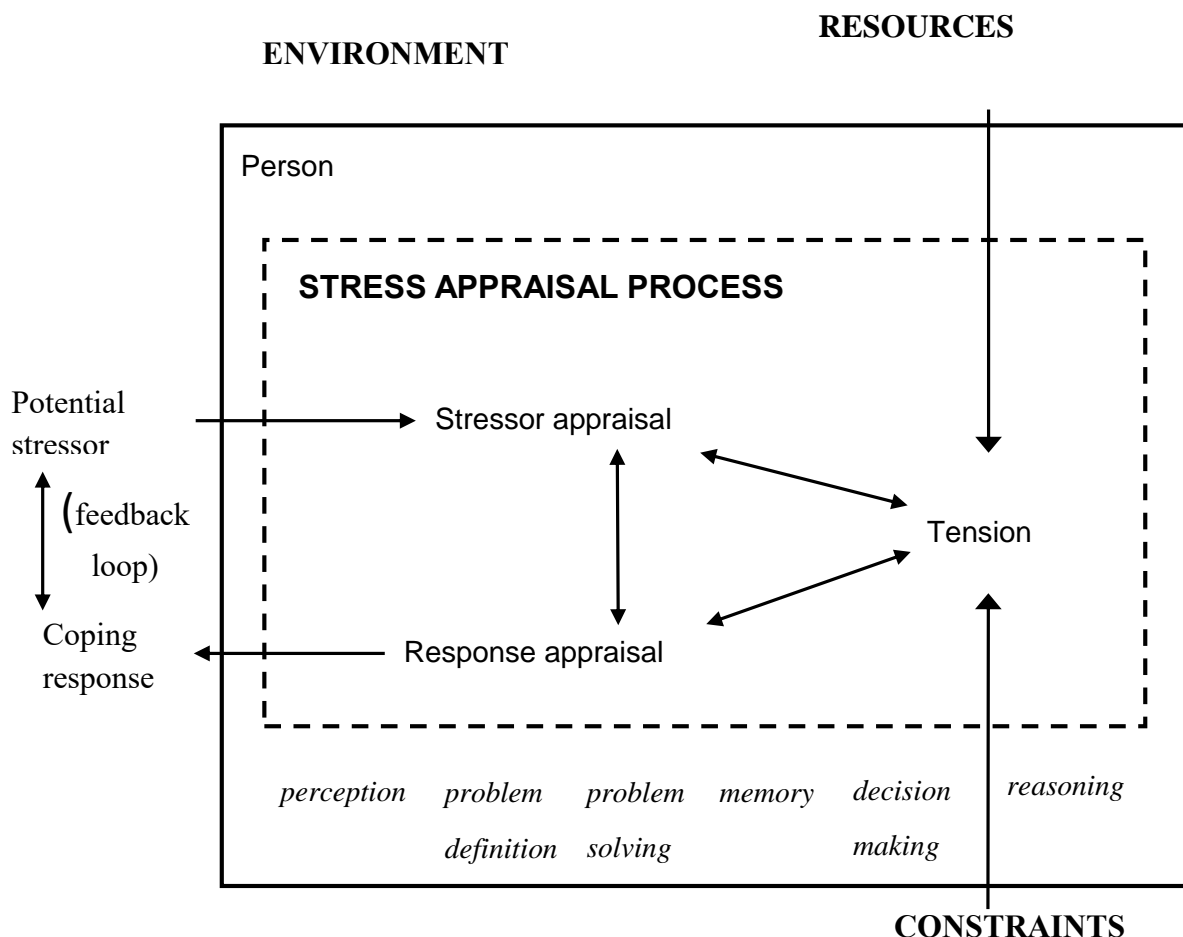 RESOURCES
ENVIRONMENT
Person
STRESS APPRAISAL PROCESS
Potential
stressor
Stressor appraisal
(feedback
loop)
Tension
Coping
response
Response appraisal
perception problem problem memory decision reasoning
definition solving making
CONSTRAINTS